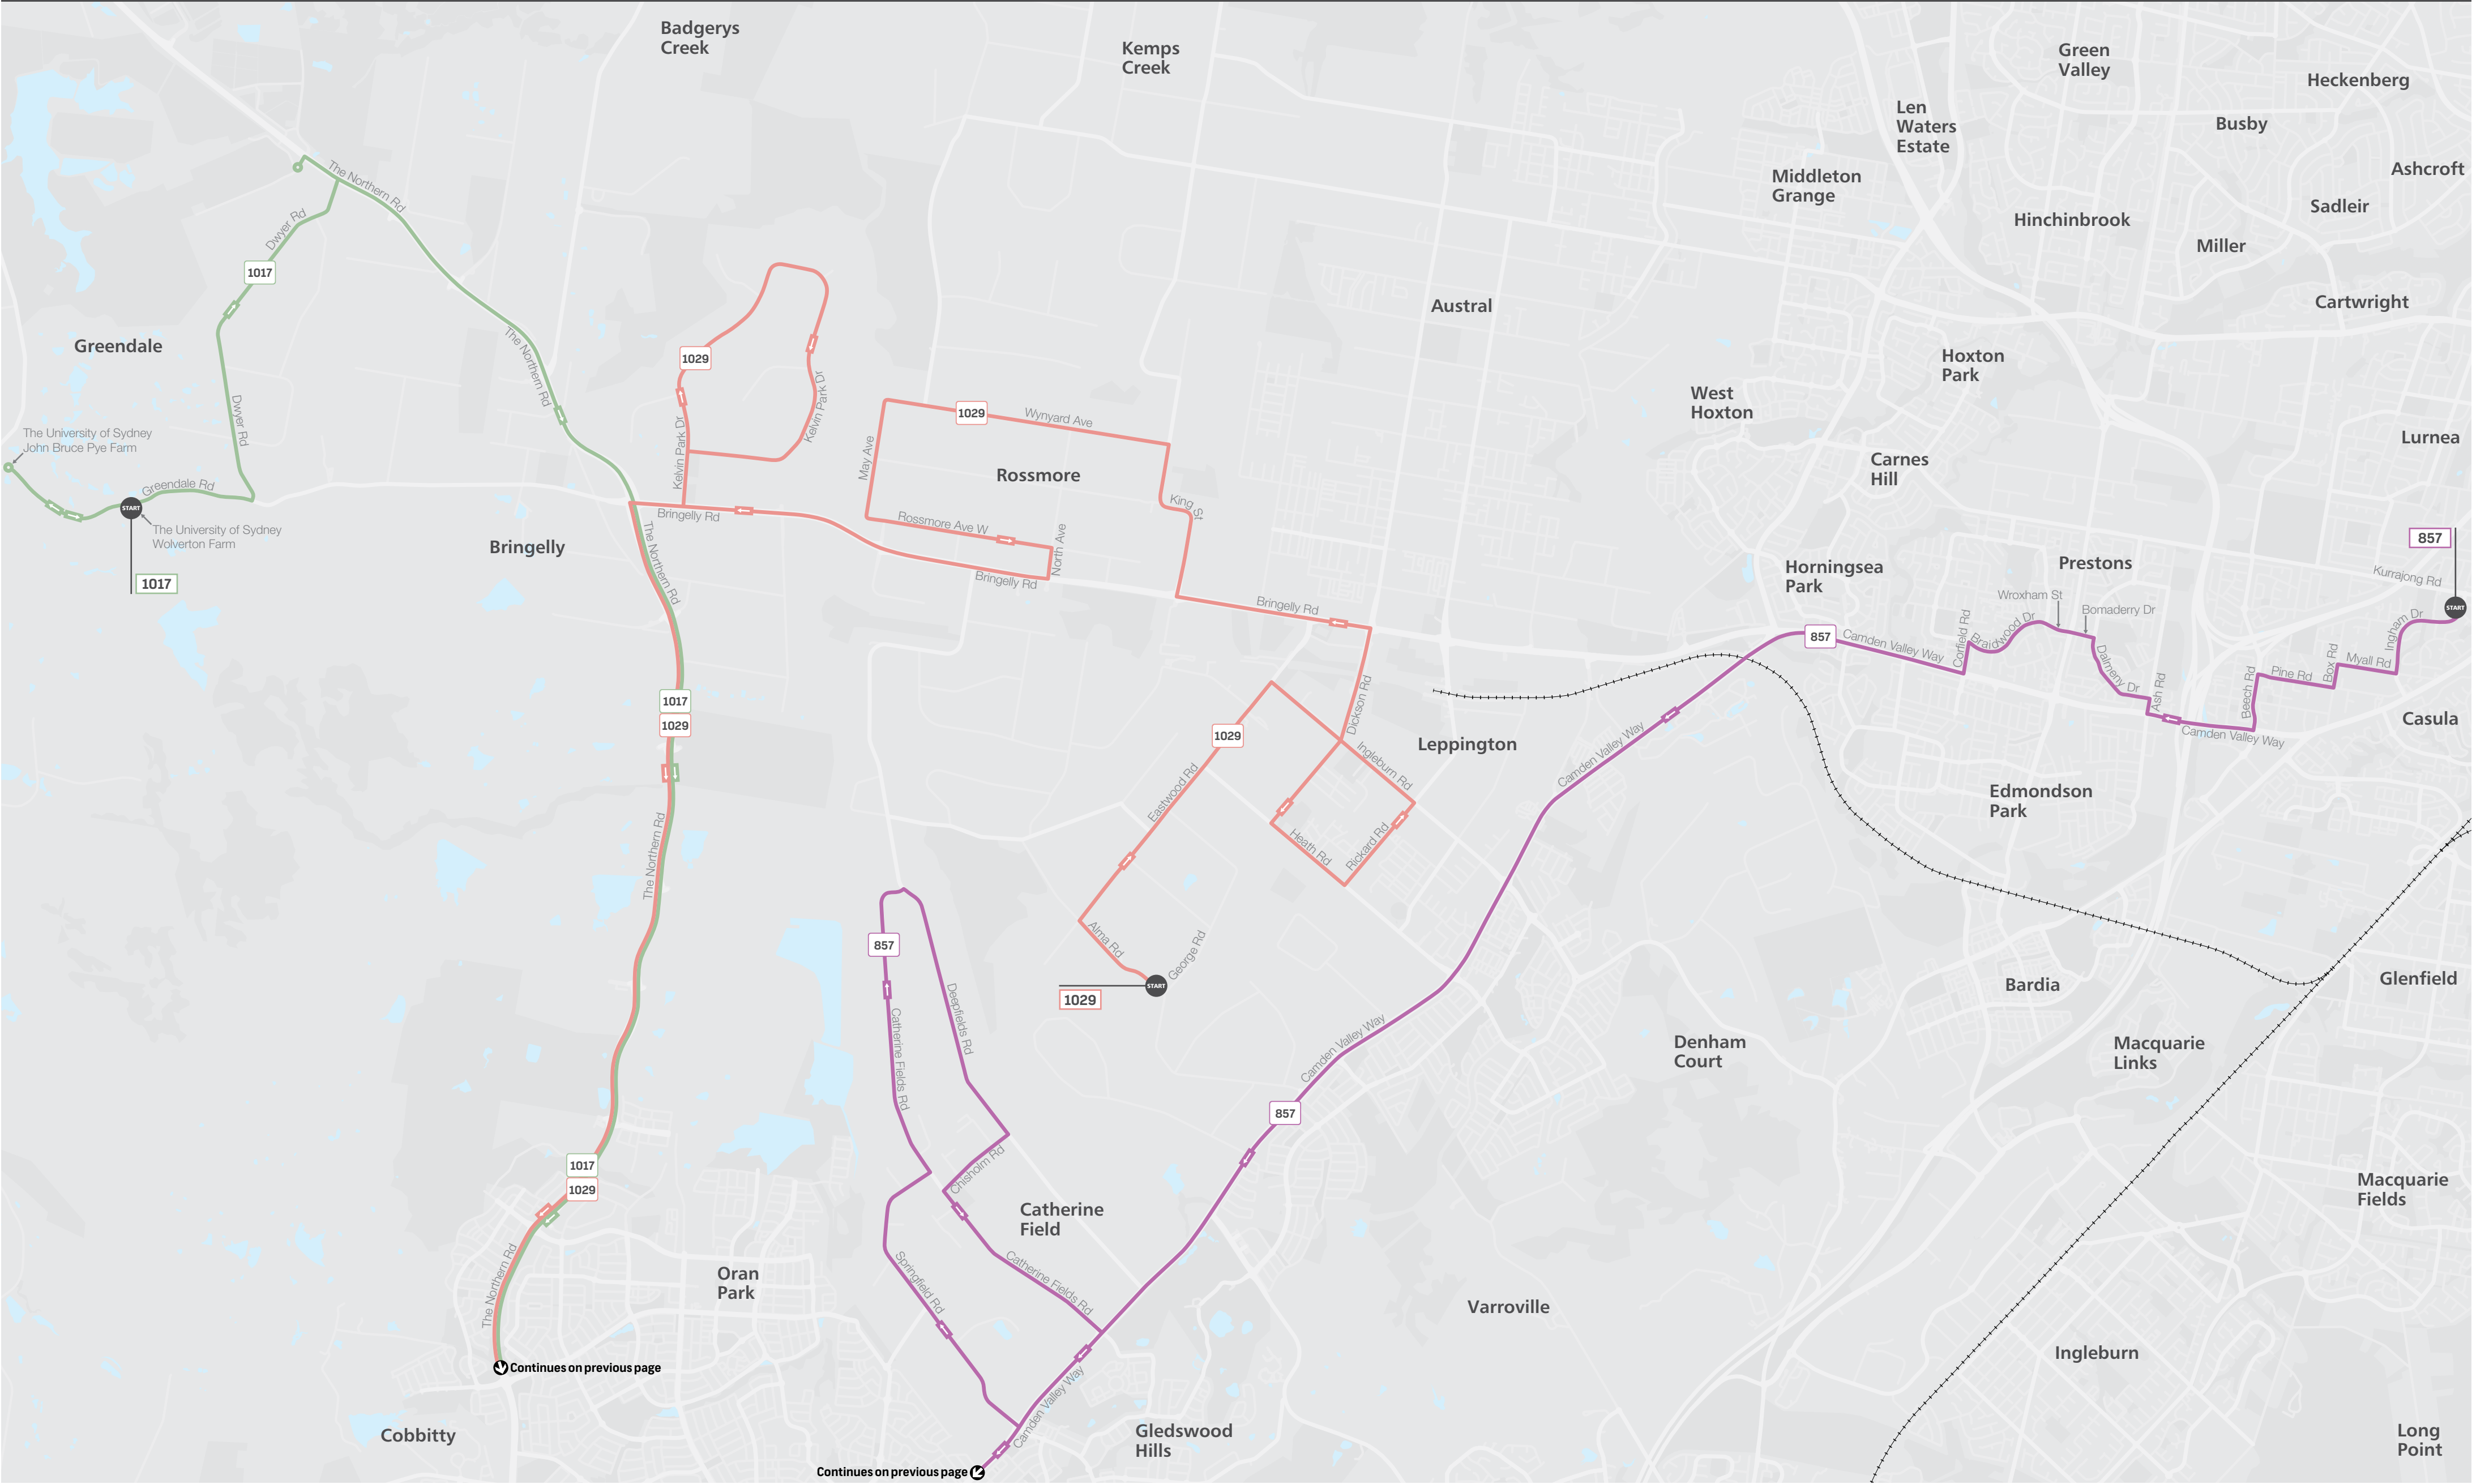 Badgerys
Creek
Kemps
Creek
Green
Valley
Heckenberg
Len
Waters
Estate
Busby
Ashcroft
Middleton
Grange
Sadleir
Hinchinbrook
Miller
The Northern Rd
Dwyer Rd
1017
Austral
Cartwright
Greendale
The Northern Rd
1029
Kelvin Park Dr
Hoxton
Park
West
Hoxton
Dwyer Rd
1029
Wynyard Ave
The University of Sydney
John Bruce Pye Farm
Kelvin Park Dr
May Ave
Rossmore
Lurnea
Carnes
Hill
Greendale Rd
START
The University of Sydney
Wolverton Farm
Bringelly Rd
Rossmore Ave W
King St
North Ave
Bringelly
The Northern Rd
857
1017
Bringelly Rd
Horningsea
Park
Prestons
Kurrajong Rd
Wroxham St
Bomaderry Dr
START
Bringelly Rd
857
Camden Valley Way
Corfield Rd
Braidwood Dr
Ingham Dr
Dalmeny Dr
Ash Rd
Beech Rd
Pine Rd
Box Rd
Myall Rd
1017
1029
Dickson Rd
1029
Leppington
Casula
Camden Valley Way
Camden Valley Way
Ingleburn Rd
Eastwood Rd
Edmondson
Park
The Northern Rd
Heath Rd
Rickard Rd
857
Alma Rd
George Rd
START
1029
Bardia
Glenfield
Deepfields Rd
Catherine Fields Rd
Camden Valley Way
Denham
Court
Macquarie
Links
857
1017
1029
Chisholm Rd
Macquarie
Fields
Catherine
Field
The Northern Rd
Oran
Park
Springfield Rd
Catherine Fields Rd
Varroville
Ingleburn
Continues on previous page
Camden Valley Way
Cobbitty
Gledswood
Hills
Long
Point
Continues on previous page